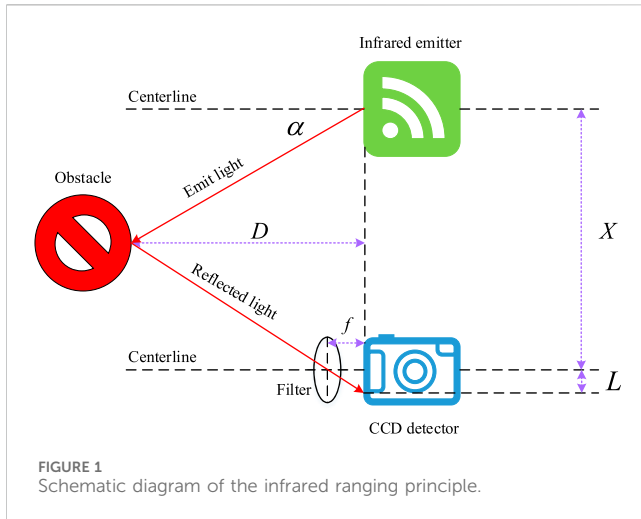 Infrared emitter
Centerline
α
Emit light
Obstacle
D
X
Reflected light
f
Centerline
Filter
L
CCD detector
FIGURE 1
Schematic diagram of the infrared ranging principle.